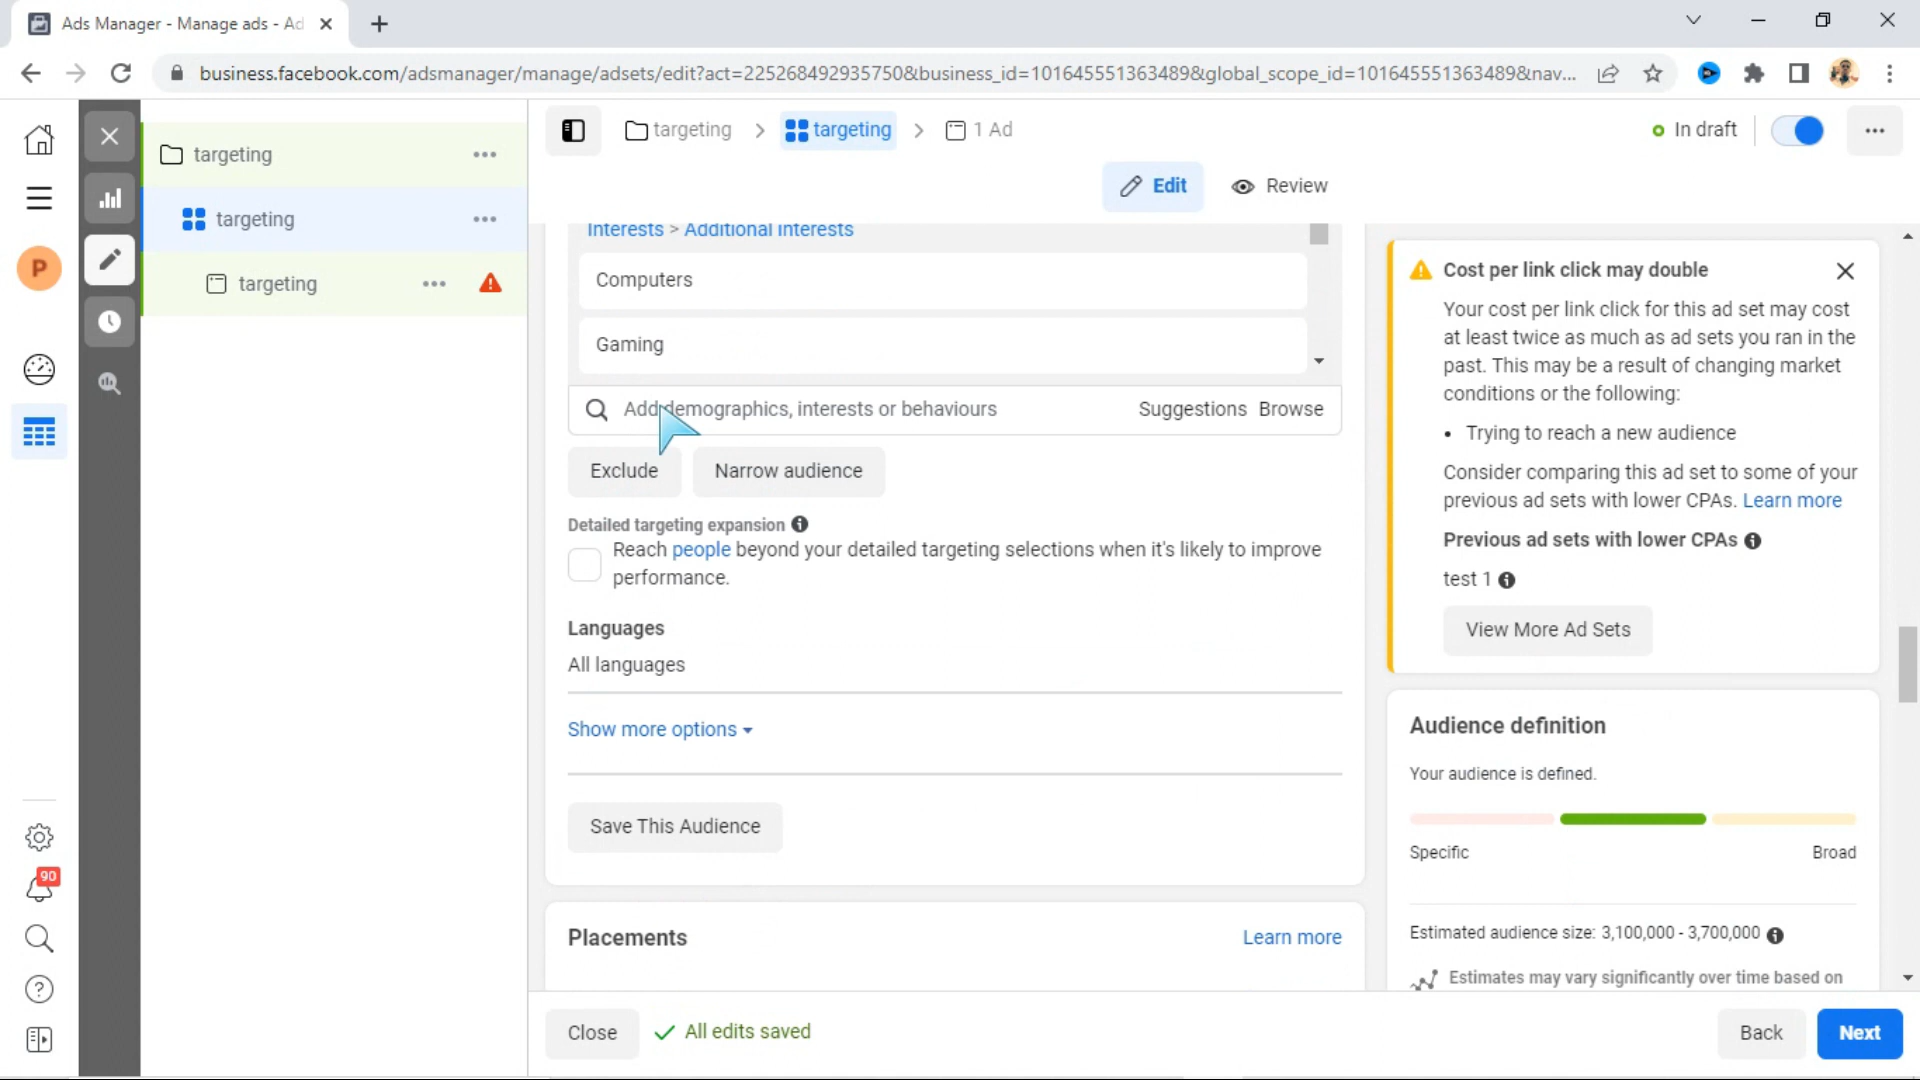 Ads Manager - Manage ads - Ad
business.facebook.com/adsmanager/manage/adsets/edit?act=225268492935750&business_id=101645551363489&global_scope_id=101645551363489&nav...
targeting
targeting
1 Ad
In draft
Edit
Review
P
90
targeting
targeting
targeting
Interests > Additional Interests
Computers
Gaming
Add demographics, interests or behaviours
Suggestions
Browse
Exclude
Narrow audience
Detailed targeting expansion
Reach people beyond your detailed targeting selections when it's likely to improve
performance.
Languages
All languages
Show more options
Save This Audience
Placements
Learn more
Cost per link click may double
Your cost per link click for this ad set may cost
at least twice as much as ad sets you ran in the
past. This may be a result of changing market
conditions or the following:
• Trying to reach a new audience
Consider comparing this ad set to some of your
previous ad sets with lower CPAs. Learn more
Previous ad sets with lower CPAs
test 1
View More Ad Sets
Audience definition
Your audience is defined.
Specific
Broad
Estimated audience size: 3,100,000 - 3,700,000
Estimates may vary significantly over time based on
Close
All edits saved
Back
Next